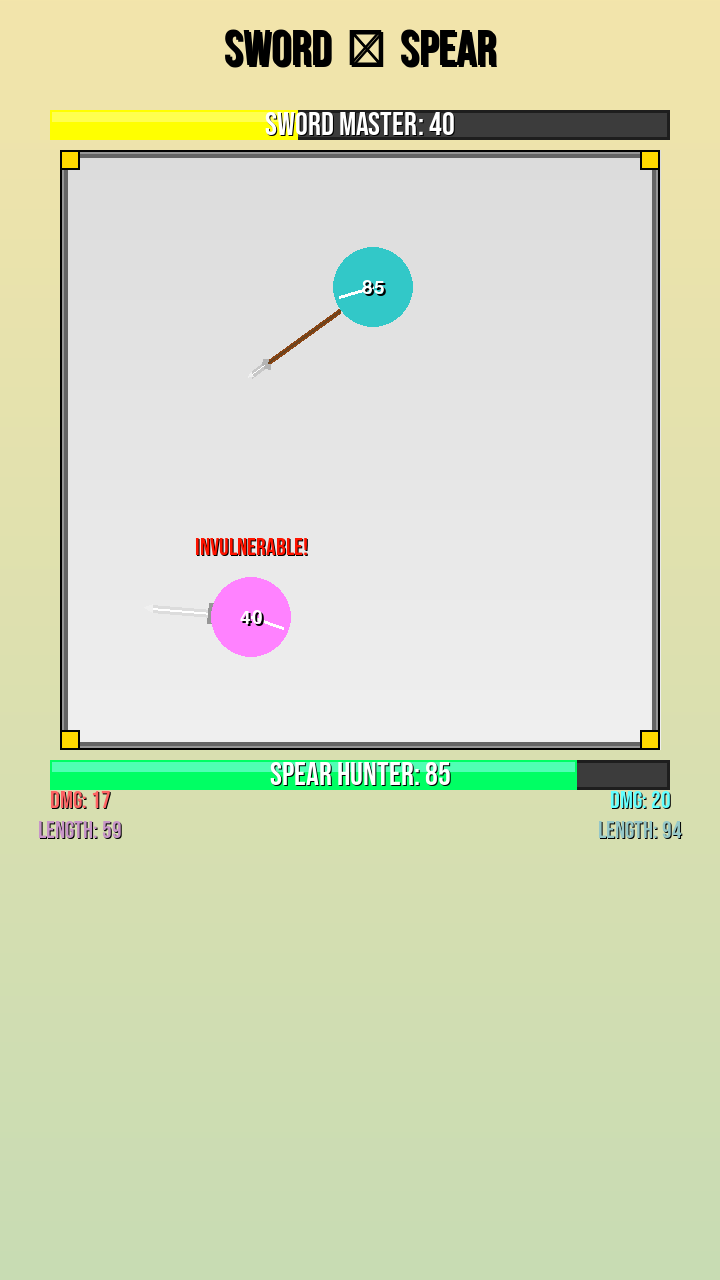 SWORD SPEAR
SWORD MASTER: 40
85
INVULNERABLE!
40
SPEAR HUNTER: 85
DMG: 17
DMG: 20
LENGTH: 59
LENGTH: 94